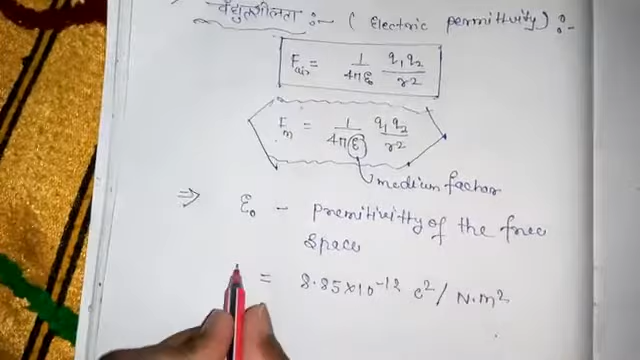 वैद्युतशीलता :- ( Electric permittivity) :-
F_air = 1/4πε₀ q₁q₂/r²
F_m = 1/4πε q₁q₂/r²
medium factor
⇒ ε₀ - Premitivitty of the free
space
= 8.85×10⁻¹² c²/N.m²